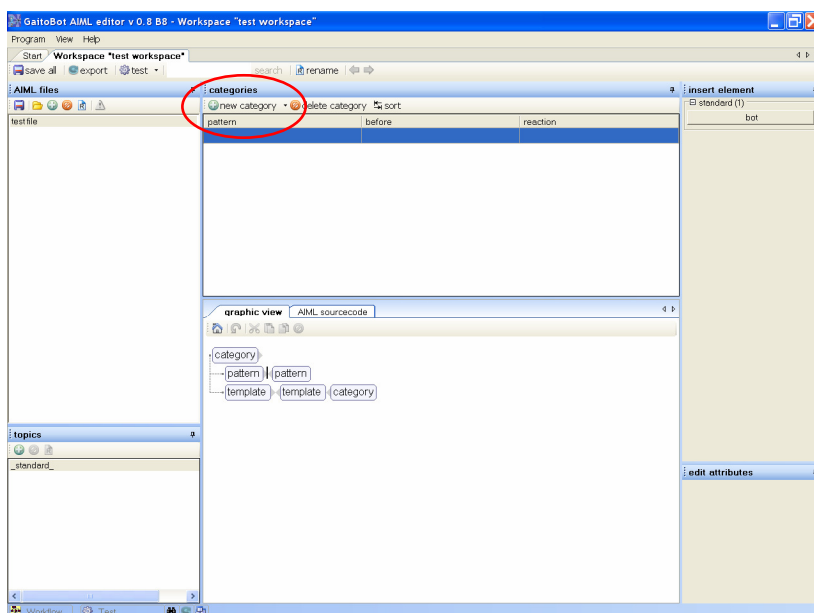 GaitoBot AIML editor v 0.8 B8 - Workspace "test workspace"
Program View Help
Start Workspace "test workspace"
save all export test search rename
AIML files
testfile
categories
new category delete category sort
pattern before reaction
insert element
standard (1)
bot
graphic view AIML sourcecode
category
pattern pattern
template template category
topics
_standard_
edit attributes
Workflow Test